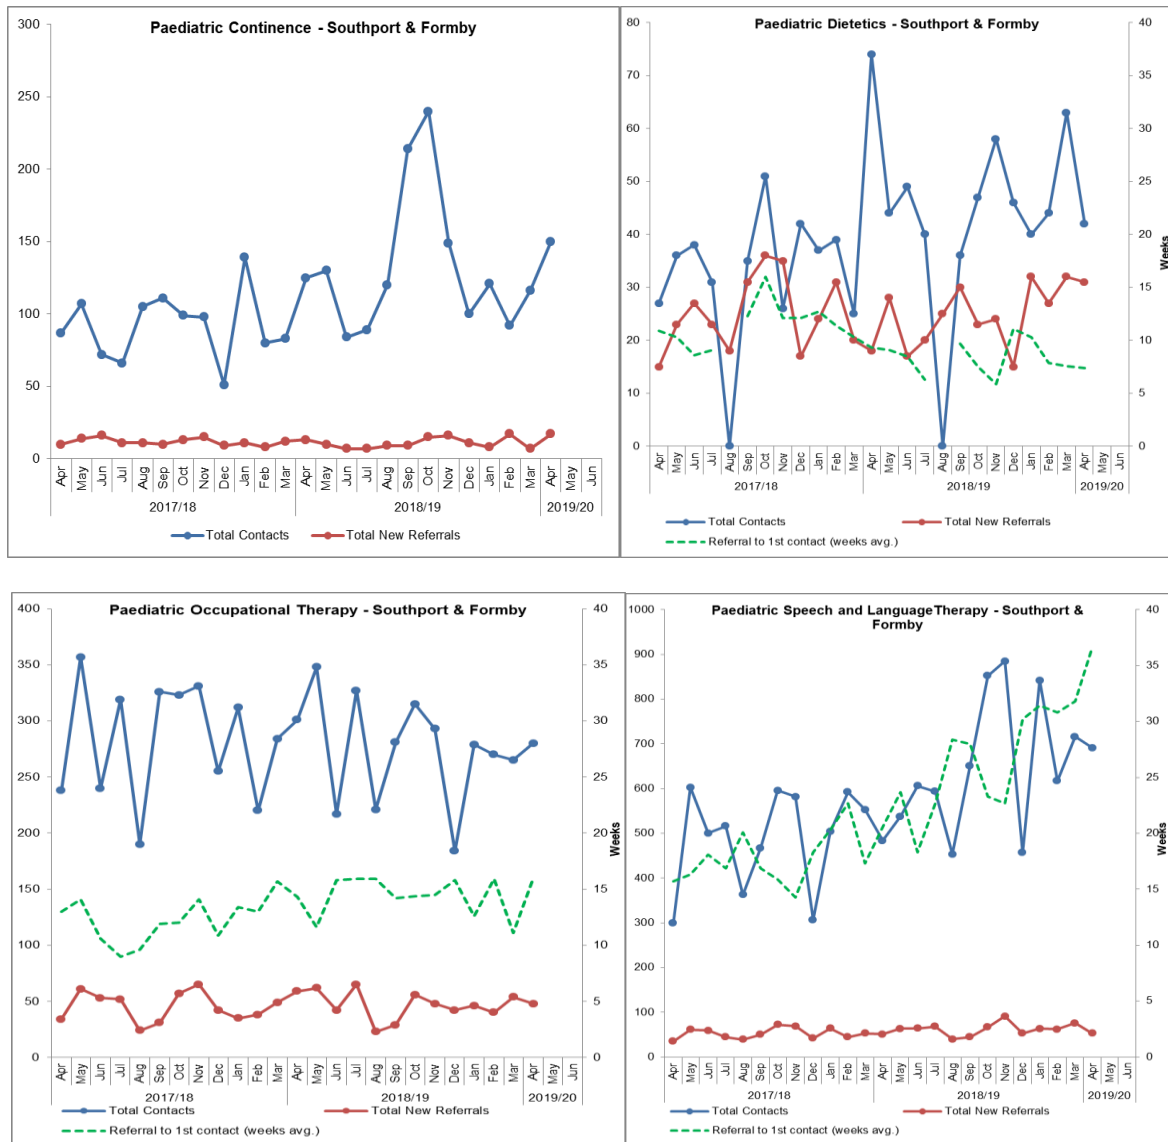 Paediatric Continence - Southport & Formby
300
250
200
150
100
50
0
Apr May Jun Jul Aug Sep Oct Nov Dec Jan Feb Mar Apr May Jun Jul Aug Sep Oct Nov Dec Jan Feb Mar Apr May Jun
2017/18 2018/19 2019/20
Total Contacts Total New Referrals
Paediatric Dietetics - Southport & Formby
80
70
60
50
40
30
20
10
0
40
35
30
25
20
15
10
5
0
Weeks
Apr May Jun Jul Aug Sep Oct Nov Dec Jan Feb Mar Apr May Jun Jul Aug Sep Oct Nov Dec Jan Feb Mar Apr May Jun
2017/18 2018/19 2019/20
Total Contacts Total New Referrals
Referral to 1st contact (weeks avg.)
Paediatric Occupational Therapy - Southport & Formby
400
350
300
250
200
150
100
50
0
40
35
30
25
20
15
10
5
0
Weeks
Apr May Jun Jul Aug Sep Oct Nov Dec Jan Feb Mar Apr May Jun Jul Aug Sep Oct Nov Dec Jan Feb Mar Apr May Jun
2017/18 2018/19 2019/20
Total Contacts Total New Referrals
Referral to 1st contact (weeks avg.)
Paediatric Speech and LanguageTherapy - Southport &
Formby
1000
900
800
700
600
500
400
300
200
100
0
40
35
30
25
20
15
10
5
0
Weeks
Apr May Jun Jul Aug Sep Oct Nov Dec Jan Feb Mar Apr May Jun Jul Aug Sep Oct Nov Dec Jan Feb Mar Apr May Jun
2017/18 2018/19 2019/20
Total Contacts Total New Referrals
Referral to 1st contact (weeks avg.)